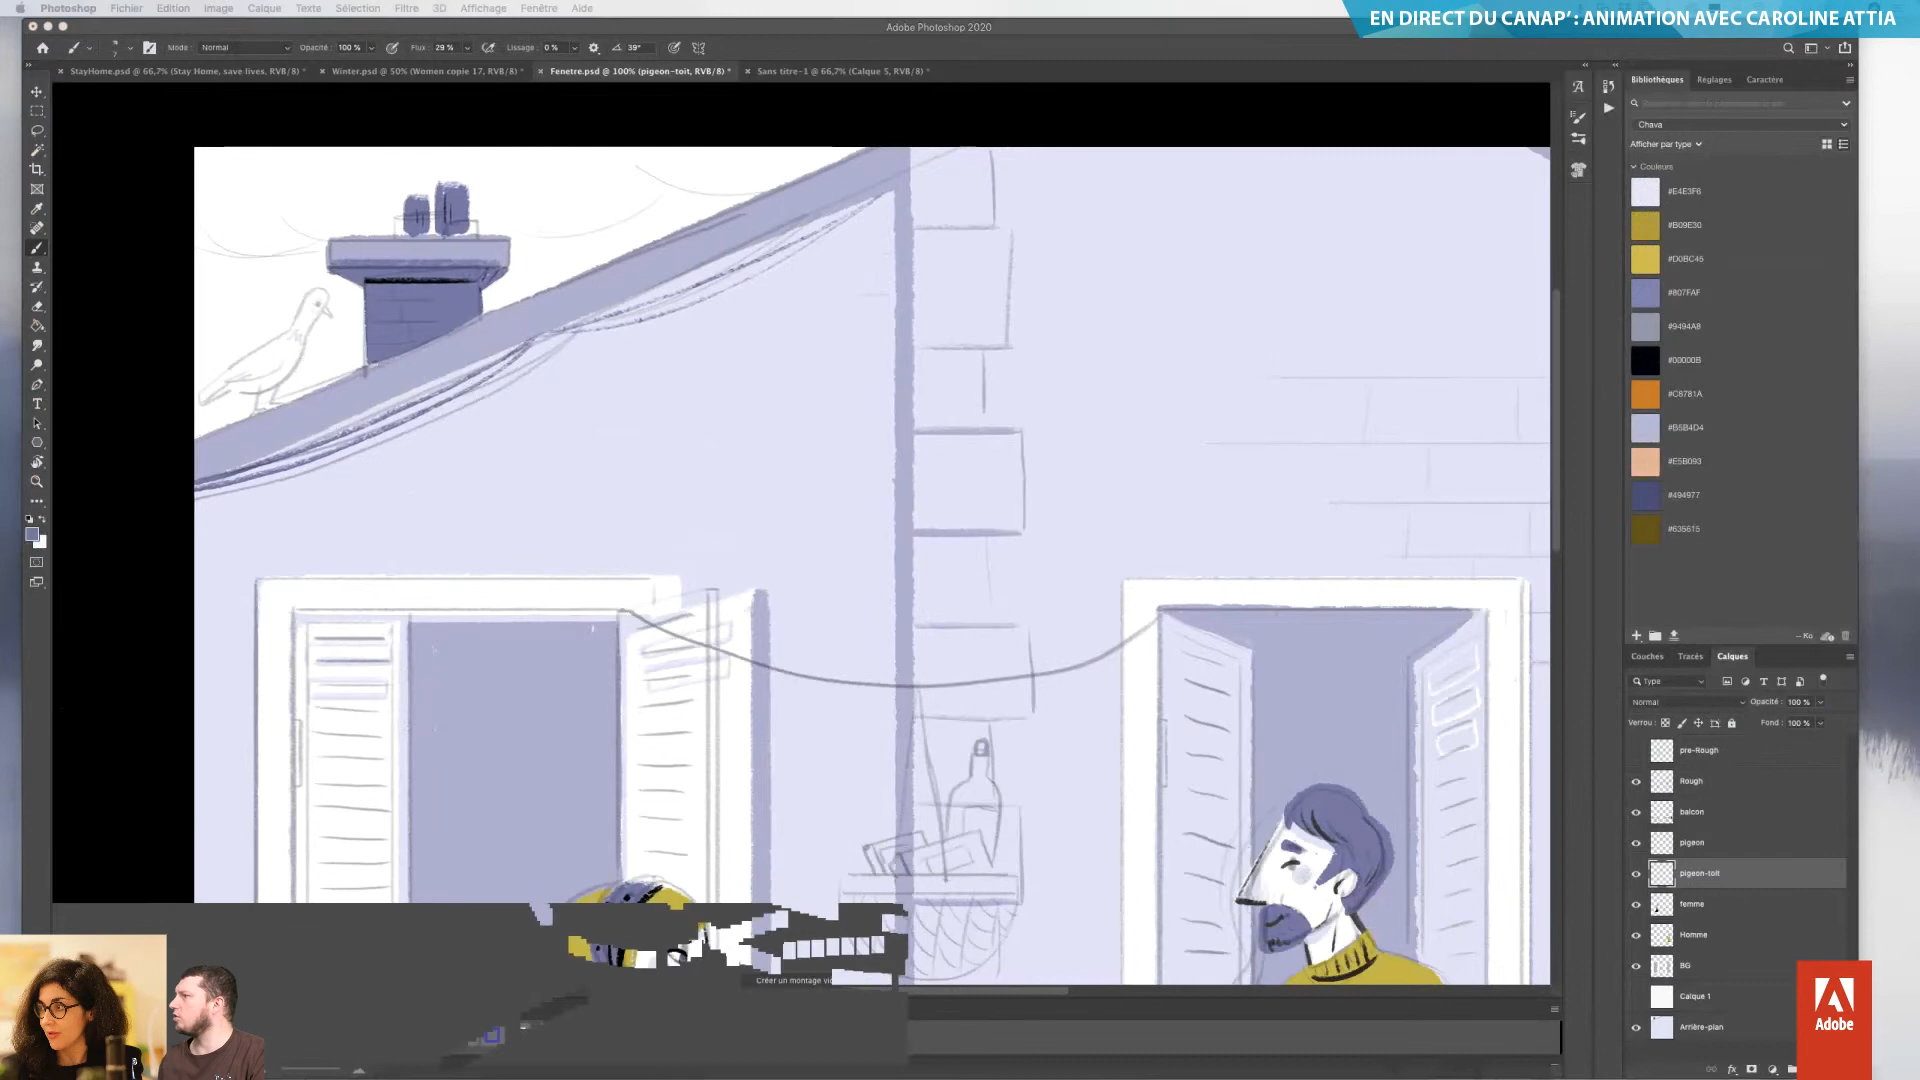 Photoshop Fichier Edition Image Calque Texte Sélection Filtre 3D Affichage Fenêtre Aide
EN DIRECT DU CANAP' : ANIMATION AVEC CAROLINE ATTIA
Adobe Photoshop 2020
Mode : Normal Opacité : 100 % Flux : 29 % Lissage : 0 % 39°
StayHome.psd @ 66,7% (Stay Home, save lives, RVB/8) *
Winter.psd @ 50% (Women copie 17, RVB/8) *
Fenetre.psd @ 100% (pigeon-toit, RVB/8) *
Sans titre-1 @ 66,7% (Calque 5, RVB/8) *
Bibliothèques Réglages Caractère
Chava
Afficher par type
Couleurs
#E4E3F6
#B09E30
#D0BC45
#807FAF
#9494A8
#00000B
#C8781A
#B5B4D4
#E5B093
#494977
#635615
-- Ko
Couches Tracés Calques
Type
Normal Opacité : 100 %
Verrou : Fond : 100 %
pre-Rough
Rough
balcon
pigeon
pigeon-toit
femme
Homme
BG
Calque 1
Arrière-plan
Créer un montage
Adobe